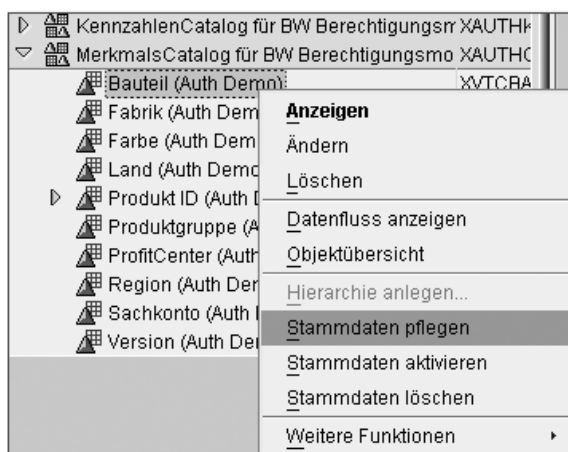 KennzahlenCatalog für BW Berechtigungsm XAUTHK
MerkmalsCatalog für BW Berechtigungsmo XAUTHC
Bauteil (Auth Demo) XVTCBA
Fabrik (Auth Dem
Farbe (Auth Dem
Land (Auth Demo
Produkt ID (Auth D
Produktgruppe (A
ProfitCenter (Auth
Region (Auth Der
Sachkonto (Auth
Version (Auth Der
Anzeigen
Ändern
Löschen
Datenfluss anzeigen
Objektübersicht
Hierarchie anlegen...
Stammdaten pflegen
Stammdaten aktivieren
Stammdaten löschen
Weitere Funktionen